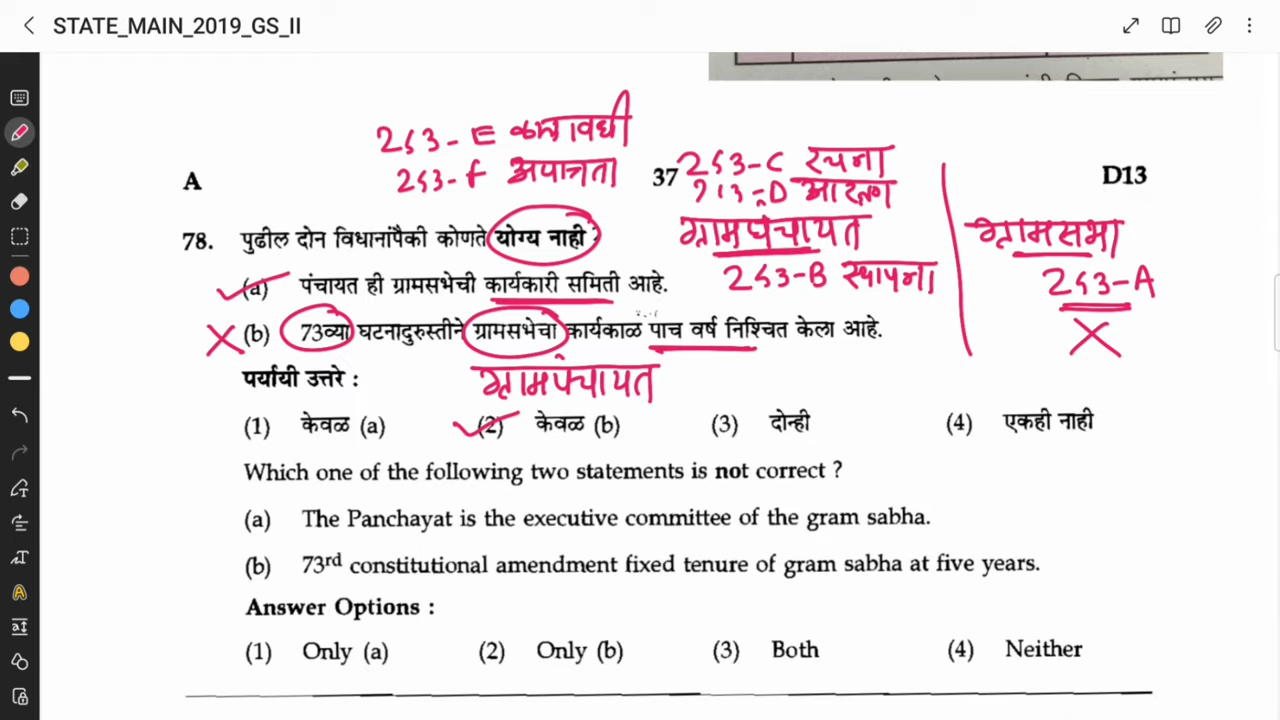 STATE_MAIN_2019_GS_II
243-E कालावधी
243-F अपात्रता
A
37
243-C रचना
243-D आरक्षण
D13
ग्रामपंचायत
243-B स्थापना
ग्रामसभा
243-A
78. पुढील दोन विधानांपैकी कोणते योग्य नाही ?
(a) पंचायत ही ग्रामसभेची कार्यकारी समिती आहे.
(b) 73व्या घटनादुरुस्तीने ग्रामसभेचा कार्यकाळ पाच वर्ष निश्चित केला आहे.
ग्रामपंचायत
पर्यायी उत्तरे :
(1) केवळ (a) (2) केवळ (b) (3) दोन्ही (4) एकही नाही
Which one of the following two statements is not correct ?
(a) The Panchayat is the executive committee of the gram sabha.
(b) 73rd constitutional amendment fixed tenure of gram sabha at five years.
Answer Options :
(1) Only (a) (2) Only (b) (3) Both (4) Neither